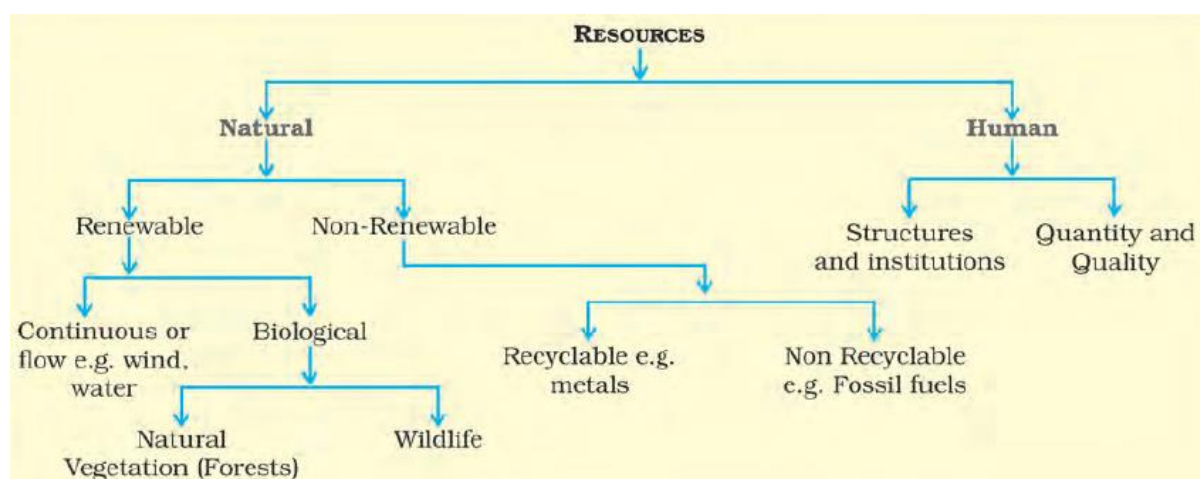 RESOURCES
Natural
Human
Renewable
Non-Renewable
Structures
and institutions
Quantity and
Quality
Continuous or
flow e.g. wind,
water
Biological
Recyclable e.g.
metals
Non Recyclable
e.g. Fossil fuels
Natural
Vegetation (Forests)
Wildlife